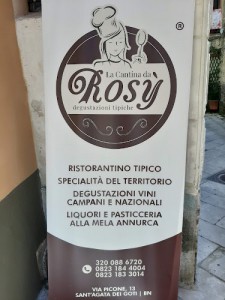 ®
La Cantina da
Rosy
degustazioni tipiche
RISTORANTINO TIPICO
SPECIALITÀ DEL TERRITORIO
DEGUSTAZIONI VINI
CAMPANI E NAZIONALI
LIQUORI E PASTICCERIA
ALLA MELA ANNURCA
320 088 6720
0823 184 4004
0823 183 3014
VIA PICONE, 13
SANT'AGATA DEI GOTI | BN